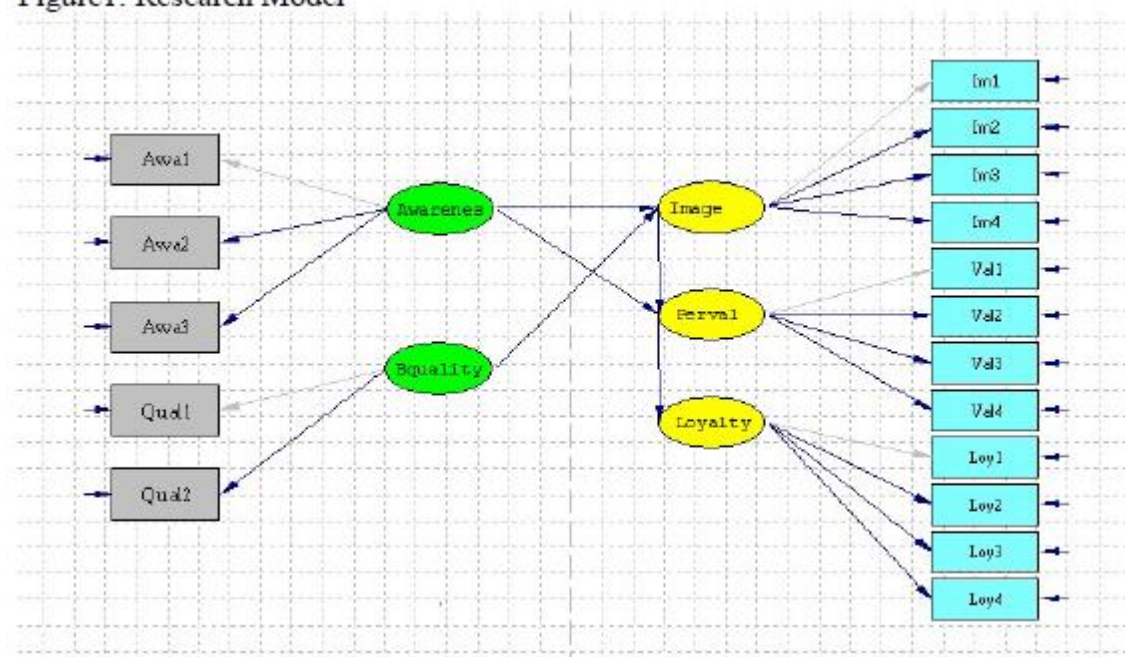 Figure1. Research Model
Awa1
Awa2
Awa3
Qual1
Qual2
Awarenes
Bquality
Image
Perval
Loyalty
Im1
Im2
Im3
Im4
Val1
Val2
Val3
Val4
Loy1
Loy2
Loy3
Loy4